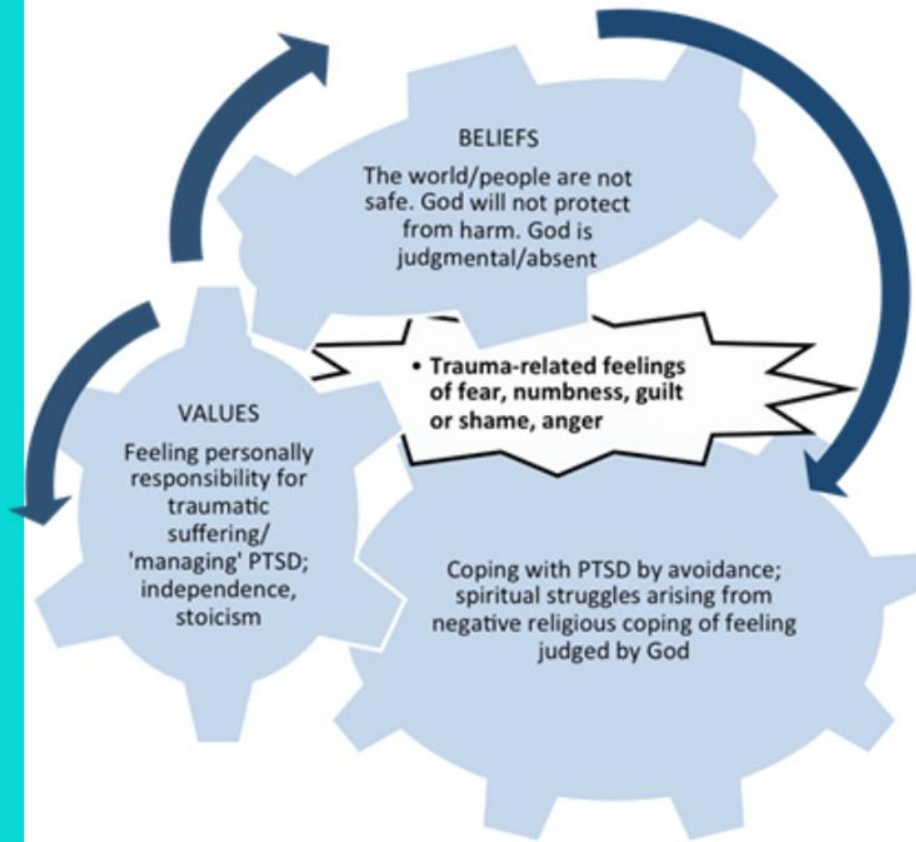 BELIEFS
The world/people are not
safe. God will not protect
from harm. God is
judgmental/absent
• Trauma-related feelings
of fear, numbness, guilt
or shame, anger
VALUES
Feeling personally
responsibility for
traumatic
suffering/
'managing' PTSD;
independence,
stoicism
Coping with PTSD by avoidance;
spiritual struggles arising from
negative religious coping of feeling
judged by God